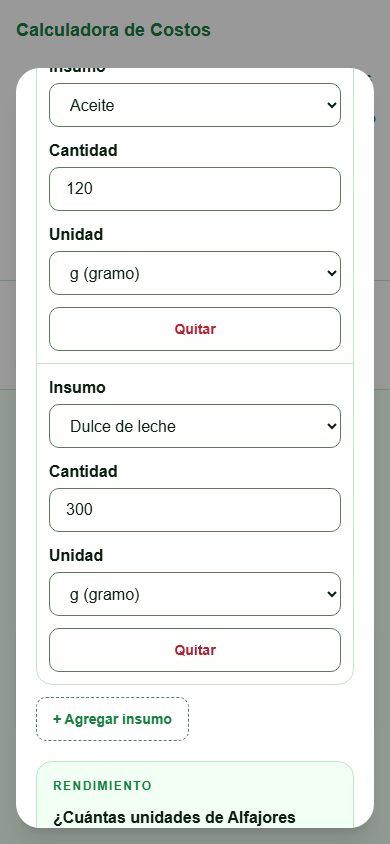 Calculadora de Costos
Insumo
Aceite
Cantidad
120
Unidad
g (gramo)
Quitar
Insumo
Dulce de leche
Cantidad
300
Unidad
g (gramo)
Quitar
+ Agregar insumo
RENDIMIENTO
¿Cuántas unidades de Alfajores